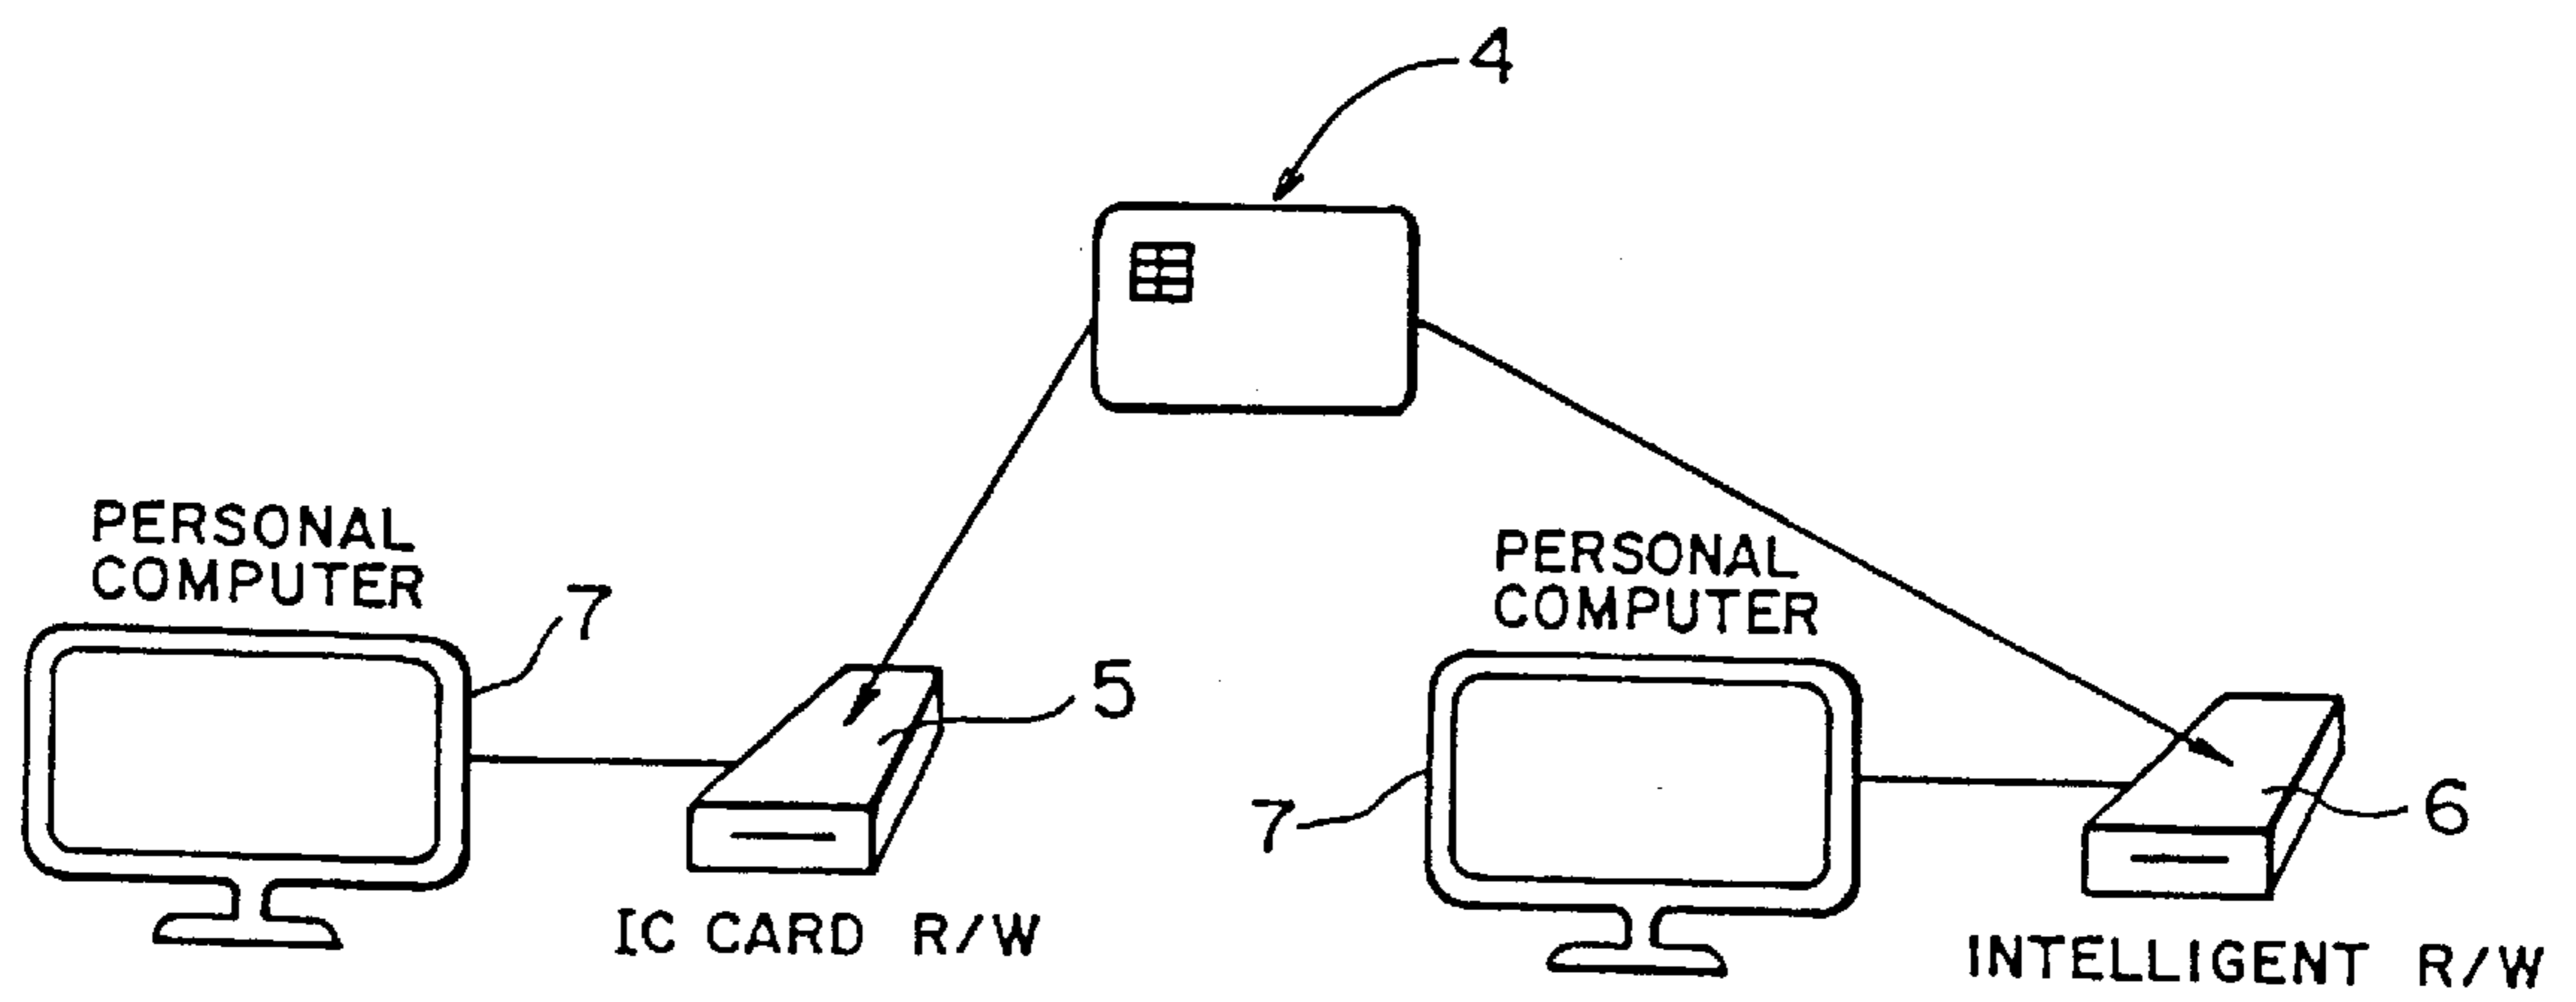 4
PERSONAL
COMPUTER
7
5
IC CARD R/W
PERSONAL
COMPUTER
7
6
INTELLIGENT R/W